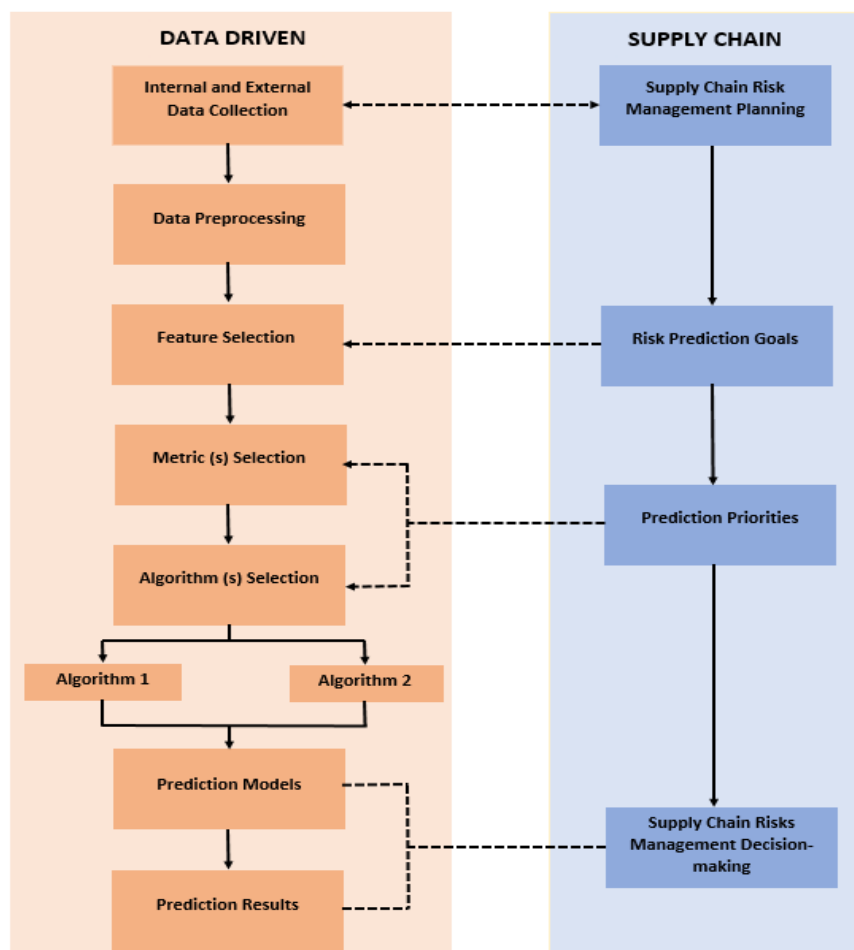 DATA DRIVEN
Internal and External
Data Collection
Data Preprocessing
Feature Selection
Metric (s) Selection
Algorithm (s) Selection
Algorithm 1
Algorithm 2
Prediction Models
Prediction Results
SUPPLY CHAIN
Supply Chain Risk
Management Planning
Risk Prediction Goals
Prediction Priorities
Supply Chain Risks
Management Decision-
making